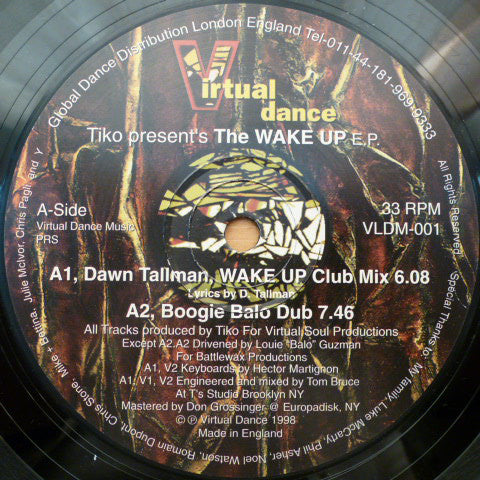 Global Dance Distribution London England Tel-011-44-181-969-9333
Virtual
dance
Tiko present's The WAKE UP E.P.
A-Side
Virtual Dance Music
PRS
33 RPM
VLDM-001
A1, Dawn Tallman, WAKE UP Club Mix 6.08
Lyrics by D. Tallman
A2, Boogie Balo Dub 7.46
All Tracks produced by Tiko For Virtual Soul Productions
Except A2.A2 Drivened by Louie "Balo" Guzman
For Battlewax Productions
A1, V2 Keyboards by Hector Martignon
A1, V1, V2 Engineered and mixed by Tom Bruce
At T's Studio Brooklyn NY
Mastered by Don Grossinger @ Europadisk, NY
© ℗ Virtual Dance 1998
Made in England
All Rights Reserved. Special Thanks to: My family, Luke McCarty, Phil Asher, Noel Watson, Romain Dupont, Chris Slone, Mike + Bettina, Julie McIvor, Chris Pagli, and Y